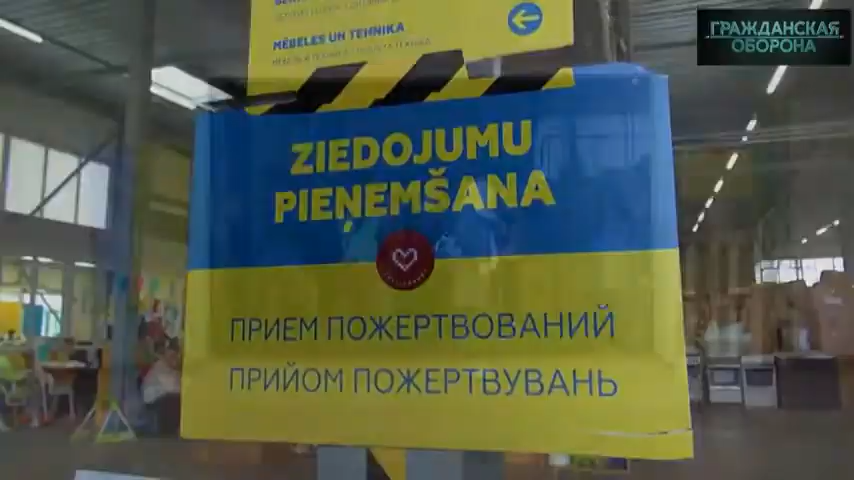 MĒBELES UN TEHNIKA
ГРАЖДАНСКАЯ
ОБОРОНА
ZIEDOJUMU
PIEŅEMŠANA
ПРИЕМ ПОЖЕРТВОВАНИЙ
ПРИЙОМ ПОЖЕРТВУВАНЬ